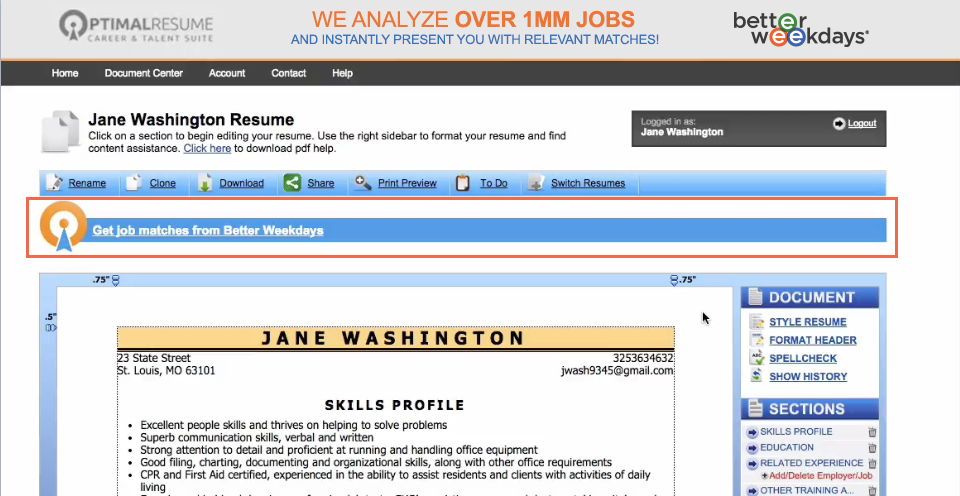 OPTIMALRESUME
CAREER & TALENT SUITE
WE ANALYZE OVER 1MM JOBS
AND INSTANTLY PRESENT YOU WITH RELEVANT MATCHES!
better
weekdays®
Home Document Center Account Contact Help
Jane Washington Resume
Click on a section to begin editing your resume. Use the right sidebar to format your resume and find
content assistance. Click here to download pdf help.
Logged in as:
Jane Washington
Logout
Rename Clone Download Share Print Preview To Do Switch Resumes
Get job matches from Better Weekdays
.75" .75"
.5"
JANE WASHINGTON
23 State Street 3253634632
St. Louis, MO 63101 jwash9345@gmail.com
SKILLS PROFILE
• Excellent people skills and thrives on helping to solve problems
• Superb communication skills, verbal and written
• Strong attention to detail and proficient at running and handling office equipment
• Good filing, charting, documenting and organizational skills, along with other office requirements
• CPR and First Aid certified, experienced in the ability to assist residents and clients with activities of daily
living
DOCUMENT
STYLE RESUME
FORMAT HEADER
ABC
SPELLCHECK
SHOW HISTORY
SECTIONS
SKILLS PROFILE
EDUCATION
RELATED EXPERIENCE
Add/Delete Employer/Job
OTHER TRAINING A...